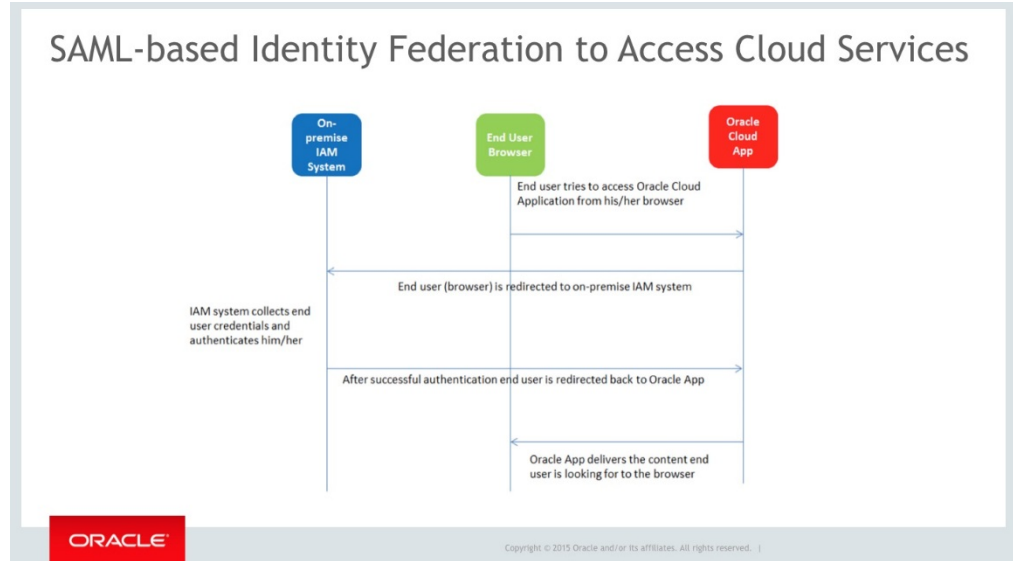 SAML-based Identity Federation to Access Cloud Services
On-
premise
IAM
System
End User
Browser
Oracle
Cloud
App
End user tries to access Oracle Cloud
Application from his/her browser
End user (browser) is redirected to on-premise IAM system
IAM system collects end
user credentials and
authenticates him/her
After successful authentication end user is redirected back to Oracle App
Oracle App delivers the content end
user is looking for to the browser
ORACLE
Copyright © 2015 Oracle and/or its affiliates. All rights reserved. |